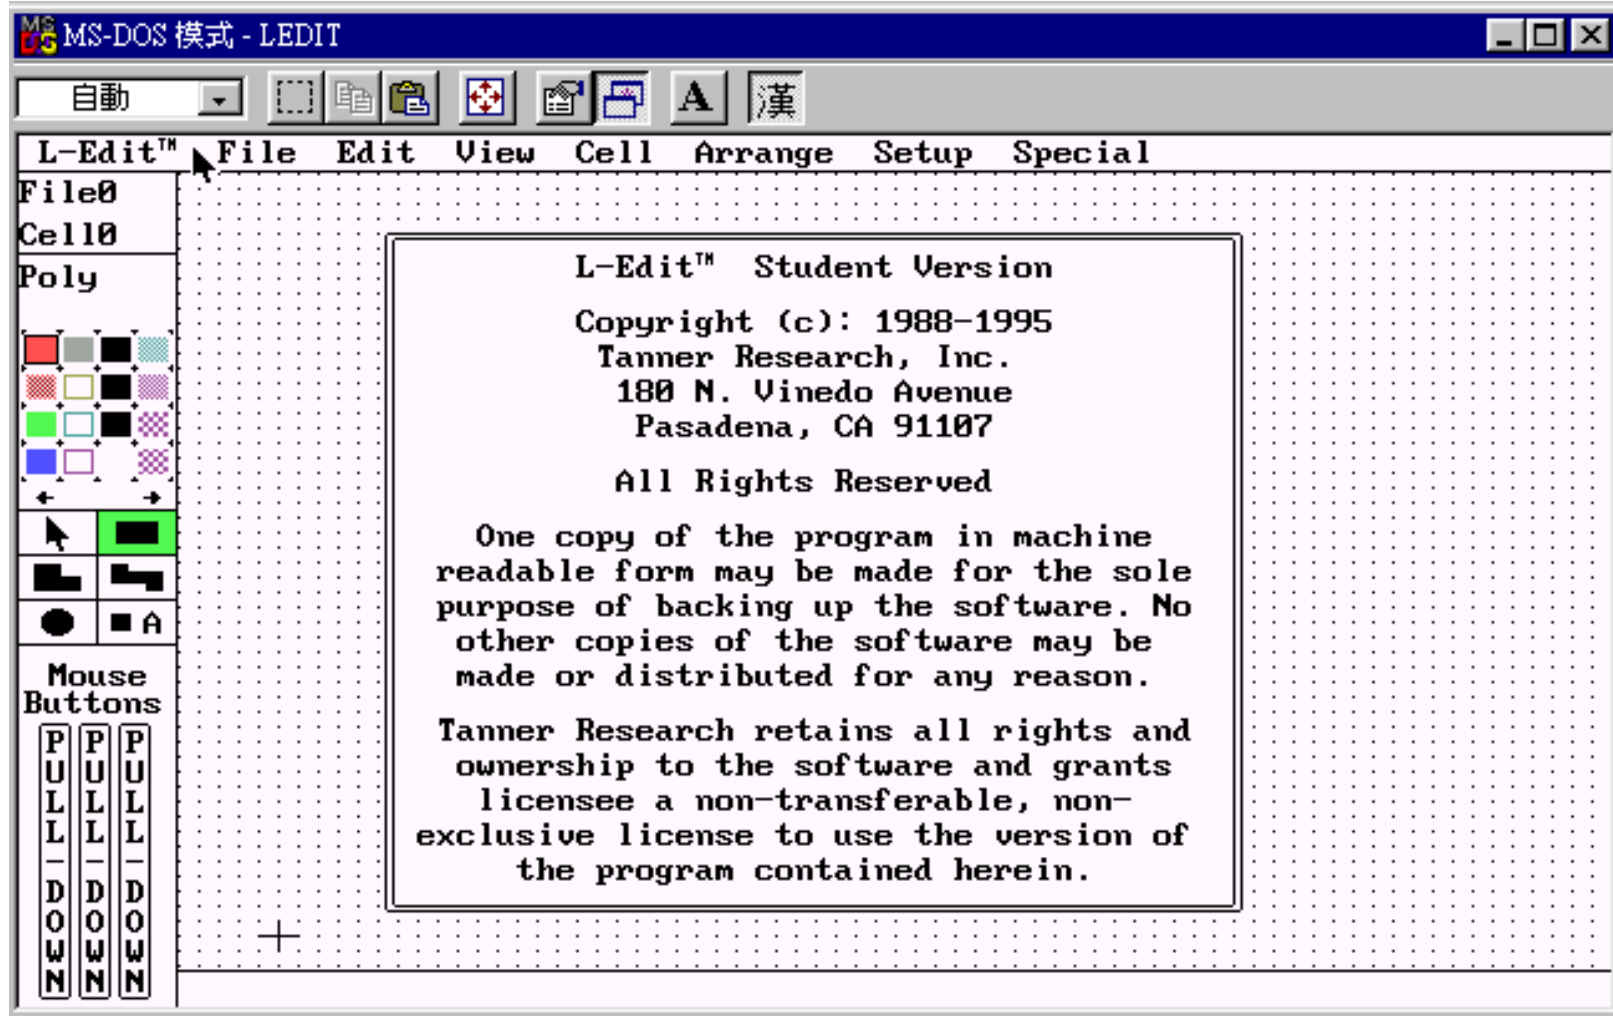 MS-DOS 模式 - LEDIT
自動
A
漢
L-Edit™ File Edit View Cell Arrange Setup Special
File0
Cell0
Poly
A
Mouse
Buttons
PULL-DOWN PULL-DOWN PULL-DOWN
L-Edit™ Student Version
Copyright (c): 1988-1995
Tanner Research, Inc.
180 N. Vinedo Avenue
Pasadena, CA 91107
All Rights Reserved
One copy of the program in machine
readable form may be made for the sole
purpose of backing up the software. No
other copies of the software may be
made or distributed for any reason.
Tanner Research retains all rights and
ownership to the software and grants
licensee a non-transferable, non-
exclusive license to use the version of
the program contained herein.